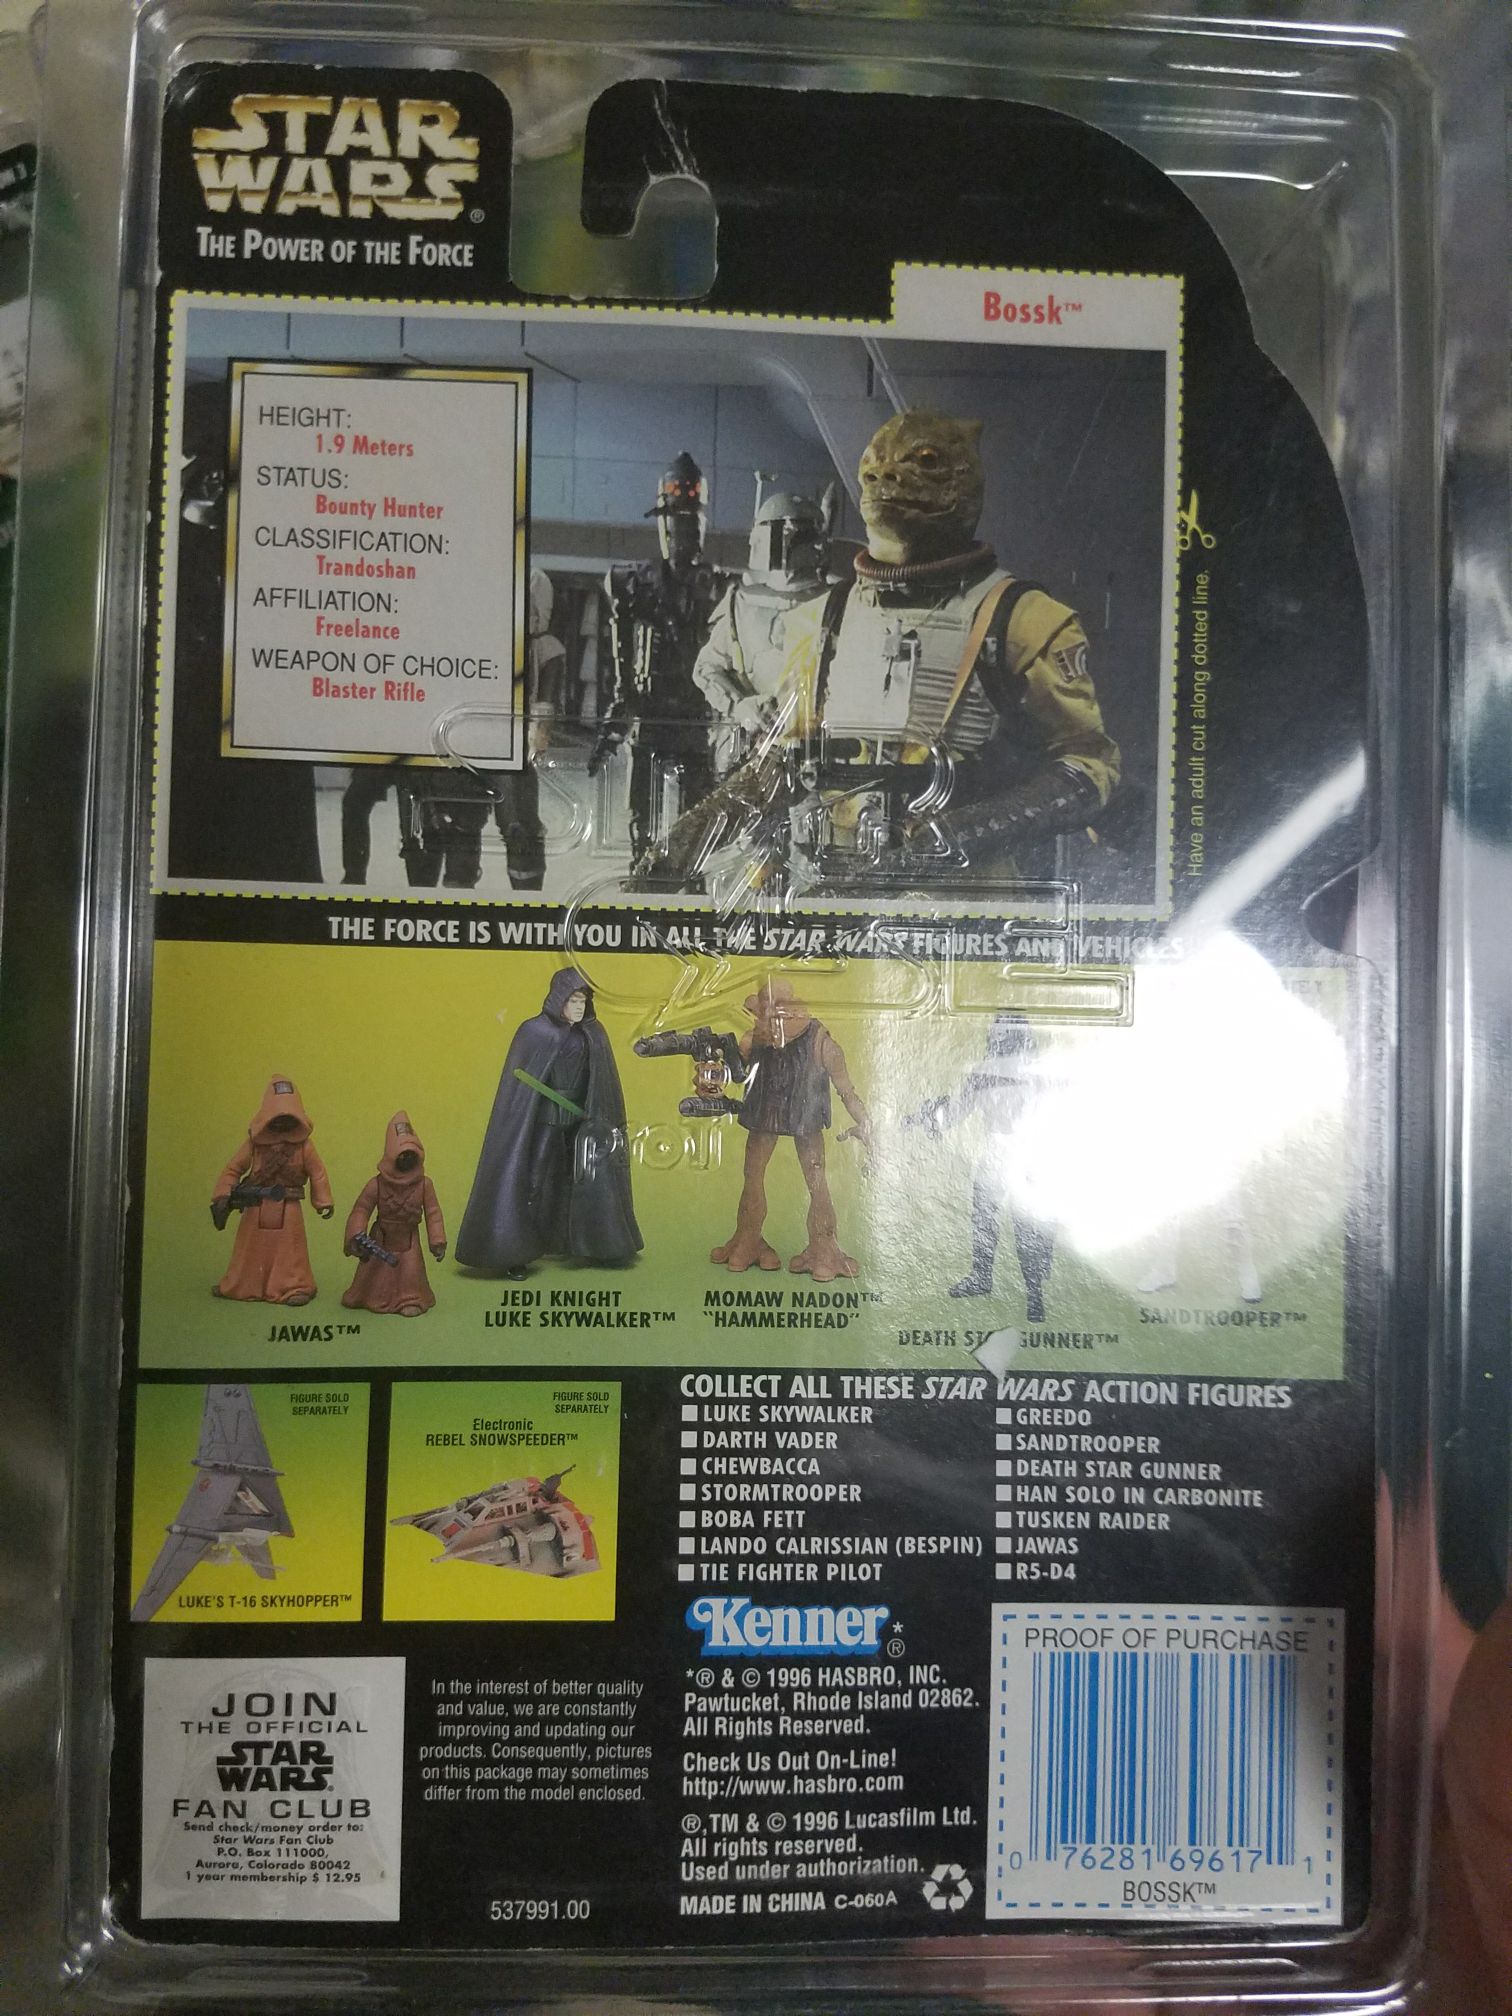 STAR
WARS®
THE POWER OF THE FORCE
Bossk™
HEIGHT:
1.9 Meters
STATUS:
Bounty Hunter
CLASSIFICATION:
Trandoshan
AFFILIATION:
Freelance
WEAPON OF CHOICE:
Blaster Rifle
Have an adult cut along dotted line.
STAR
CASE
PROT
THE FORCE IS WITH YOU IN ALL THE STAR WARS FIGURES AND VEHICLES
JAWAS™
JEDI KNIGHT
LUKE SKYWALKER™
MOMAW NADON™
"HAMMERHEAD"
DEATH STAR GUNNER™
SANDTROOPER™
FIGURE SOLD
SEPARATELY
LUKE'S T-16 SKYHOPPER™
FIGURE SOLD
SEPARATELY
Electronic
REBEL SNOWSPEEDER™
COLLECT ALL THESE STAR WARS ACTION FIGURES
LUKE SKYWALKER
DARTH VADER
CHEWBACCA
STORMTROOPER
BOBA FETT
LANDO CALRISSIAN (BESPIN)
TIE FIGHTER PILOT
GREEDO
SANDTROOPER
DEATH STAR GUNNER
HAN SOLO IN CARBONITE
TUSKEN RAIDER
JAWAS
R5-D4
JOIN
THE OFFICIAL
STAR
WARS®
FAN CLUB
Send check/money order to:
Star Wars Fan Club
P.O. Box 111000,
Aurora, Colorado 80042
1 year membership $ 12.95
In the interest of better quality
and value, we are constantly
improving and updating our
products. Consequently, pictures
on this package may sometimes
differ from the model enclosed.
537991.00
Kenner*®
*® & © 1996 HASBRO, INC.
Pawtucket, Rhode Island 02862.
All Rights Reserved.
Check Us Out On-Line!
http://www.hasbro.com
®,TM & © 1996 Lucasfilm Ltd.
All rights reserved.
Used under authorization.
MADE IN CHINA C-060A
PROOF OF PURCHASE
0 76281 69617 1
BOSSK™